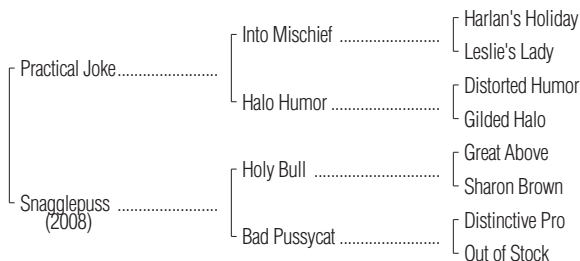 Harlan's Holiday
Into Mischief ....................
Leslie's Lady
Practical Joke ....................
Distorted Humor
Halo Humor ....................
Gilded Halo
Great Above
Holy Bull ....................
Sharon Brown
Snagglepuss ....................
(2008)
Distinctive Pro
Bad Pussycat ....................
Out of Stock